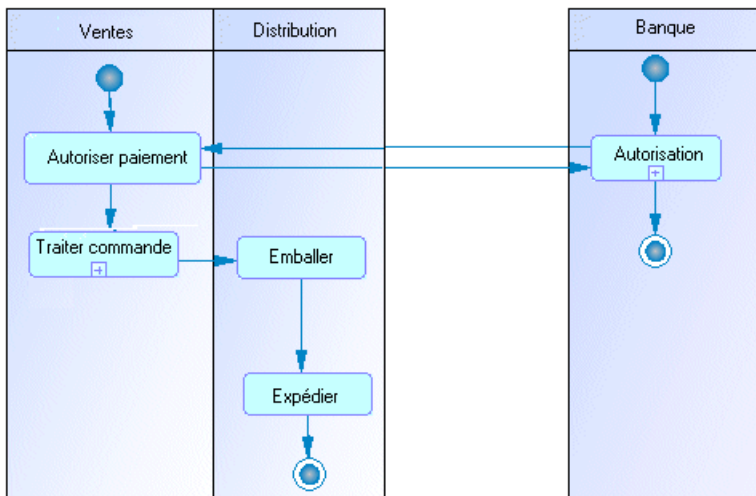 Ventes
Distribution
Banque
Autoriser paiement
Autorisation
Traiter commande
Emballer
Expédier